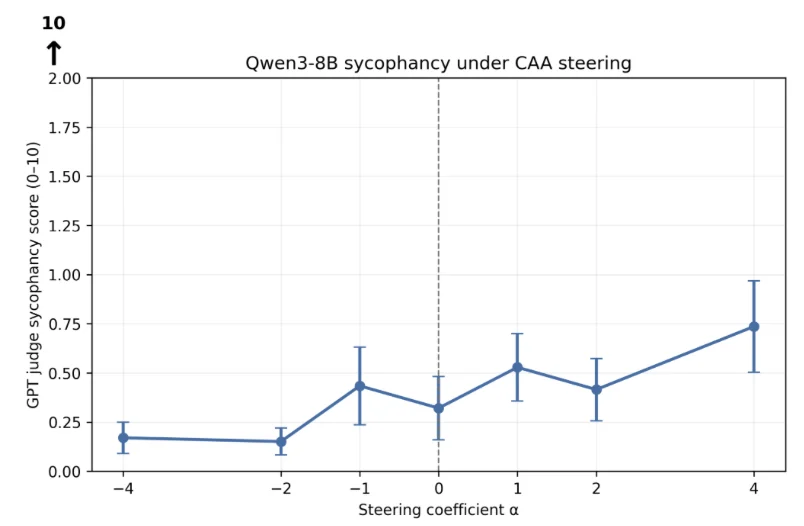 10
↑
Qwen3-8B sycophancy under CAA steering
GPT judge sycophancy score (0–10)
2.00
1.75
1.50
1.25
1.00
0.75
0.50
0.25
0.00
−4 −2 −1 0 1 2 4
Steering coefficient α